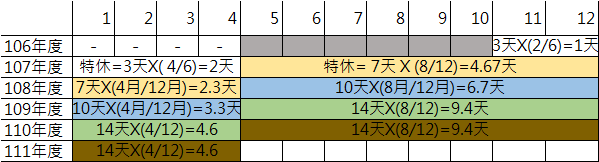 1 2 3 4 5 6 7 8 9 10 11 12
106年度 - - - - 3天X(2/6)=1天
107年度 特休=3天X( 4/6)=2天 特休= 7天 X (8/12)=4.67天
108年度 7天X(4月/12月)=2.3天 10天X(8月/12月)=6.7天
109年度 10天X(4月/12月)=3.3天 14天X(8/12)=9.4天
110年度 14天X(4/12)=4.6 14天X(8/12)=9.4天
111年度 14天X(4/12)=4.6